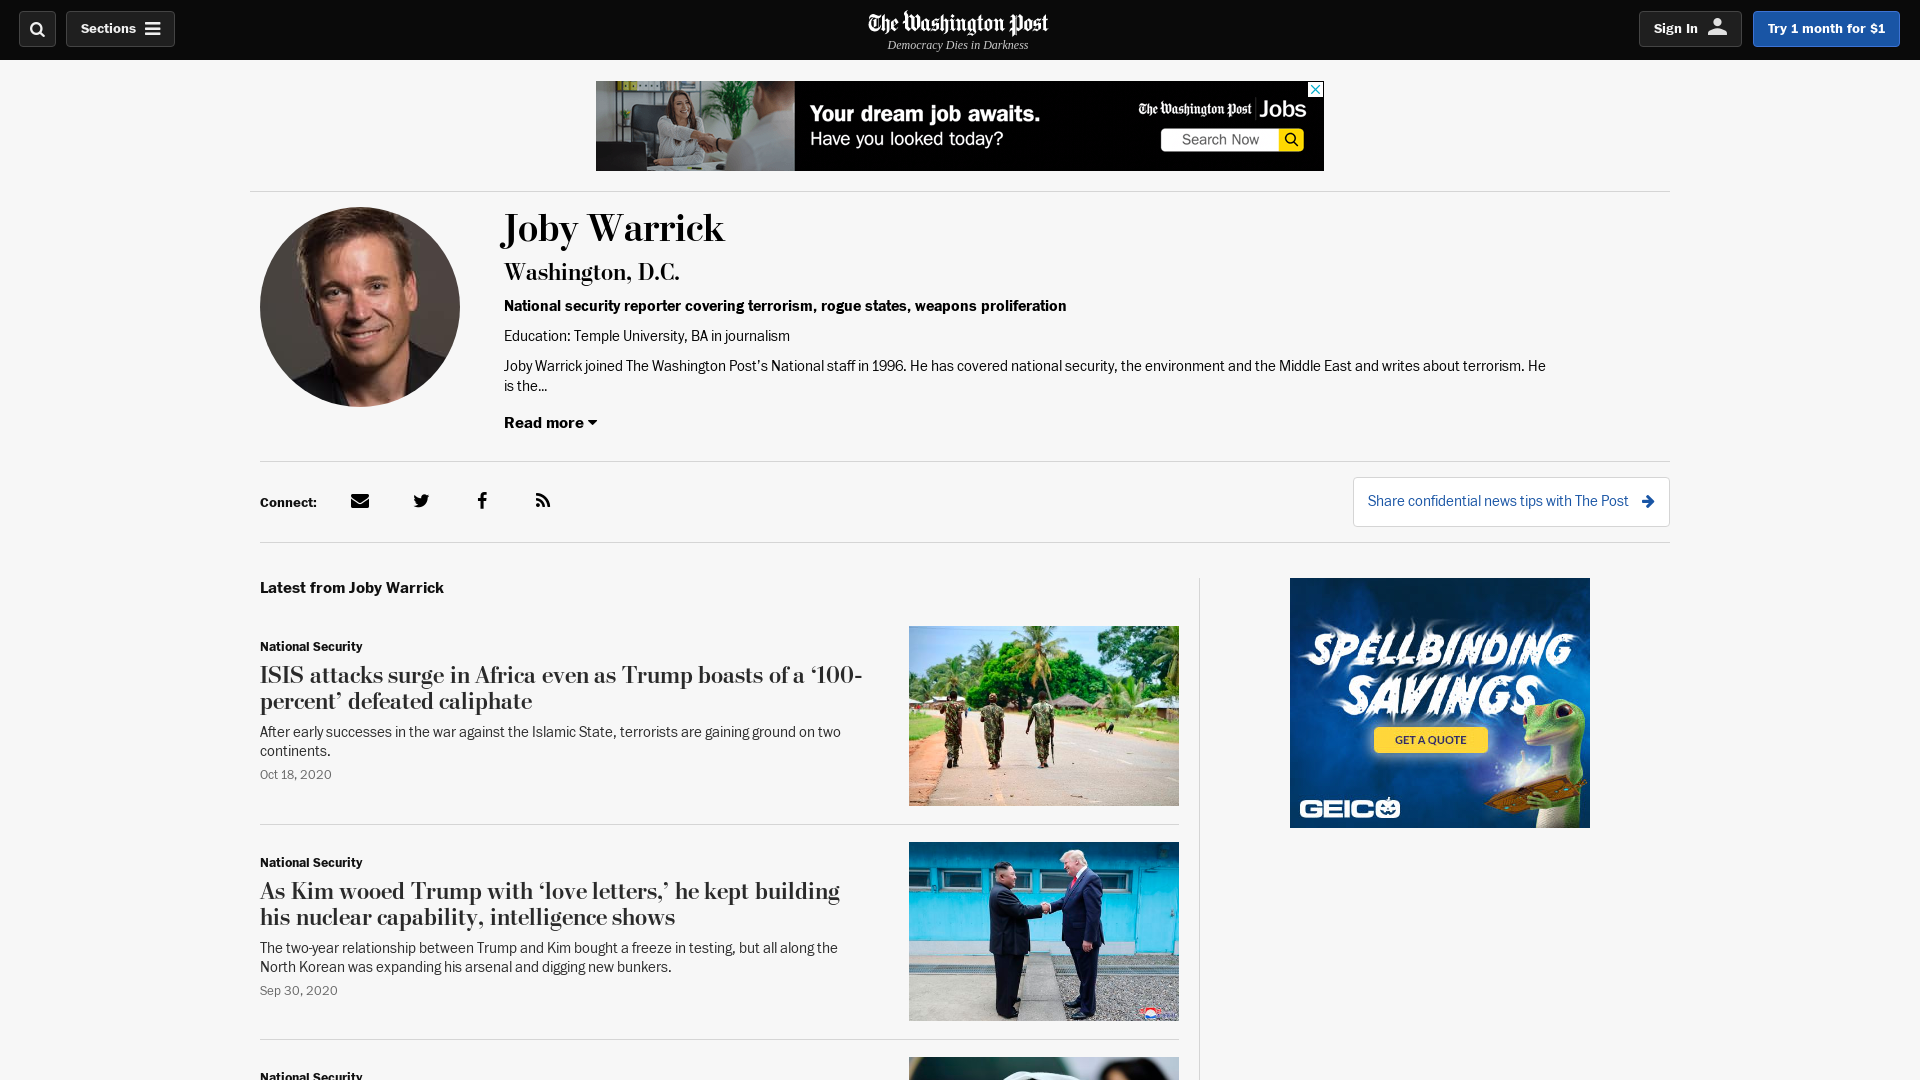 Sections
The Washington Post
Democracy Dies in Darkness
Sign In
Try 1 month for $1
Your dream job awaits.
Have you looked today?
The Washington Post Jobs
Search Now
Joby Warrick
Washington, D.C.
National security reporter covering terrorism, rogue states, weapons proliferation
Education: Temple University, BA in journalism
Joby Warrick joined The Washington Post’s National staff in 1996. He has covered national security, the environment and the Middle East and writes about terrorism. He
is the...
Read more
Connect:
Share confidential news tips with The Post
Latest from Joby Warrick
National Security
ISIS attacks surge in Africa even as Trump boasts of a ‘100-
percent’ defeated caliphate
After early successes in the war against the Islamic State, terrorists are gaining ground on two
continents.
Oct 18, 2020
SPELLBINDING
SAVINGS
GET A QUOTE
GEICO
National Security
As Kim wooed Trump with ‘love letters,’ he kept building
his nuclear capability, intelligence shows
The two-year relationship between Trump and Kim bought a freeze in testing, but all along the
North Korean was expanding his arsenal and digging new bunkers.
Sep 30, 2020
National Security